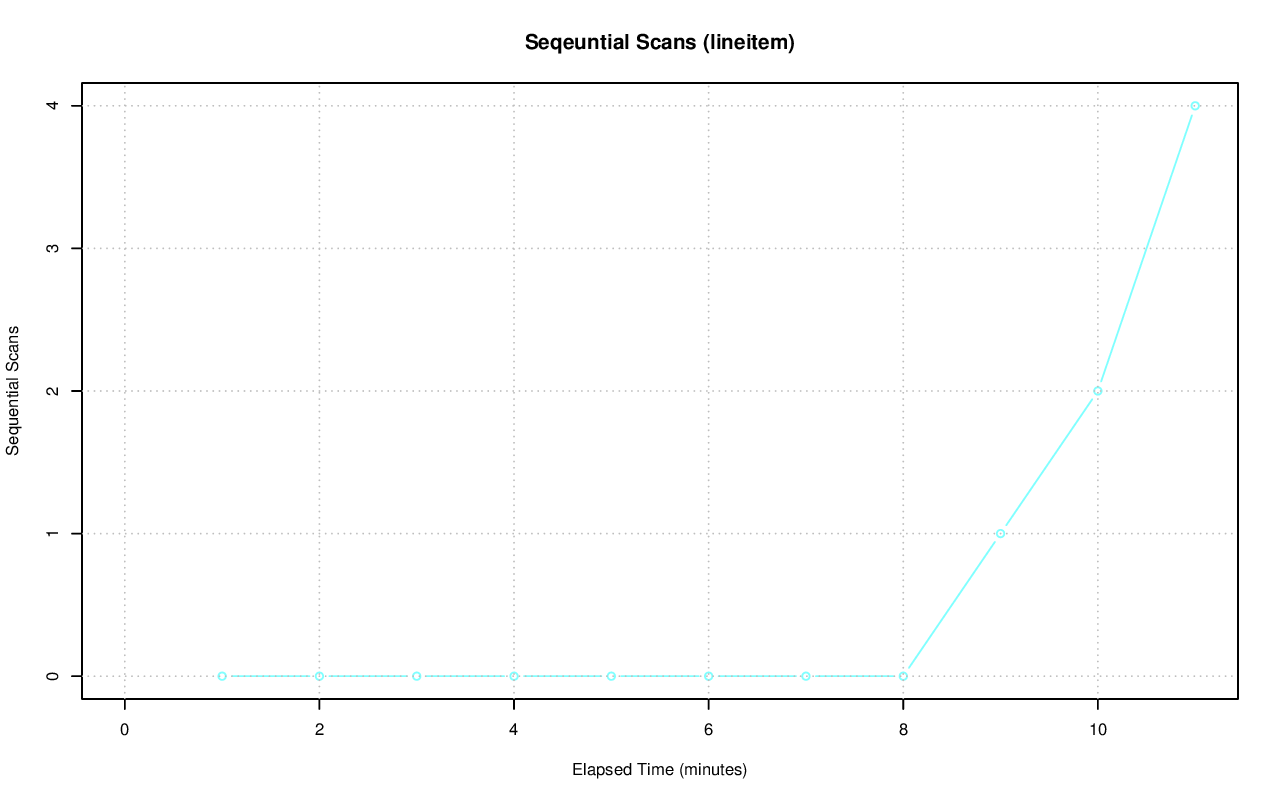 Seqeuntial Scans (lineitem)
Sequential Scans
4
3
2
1
0
0 2 4 6 8 10
Elapsed Time (minutes)